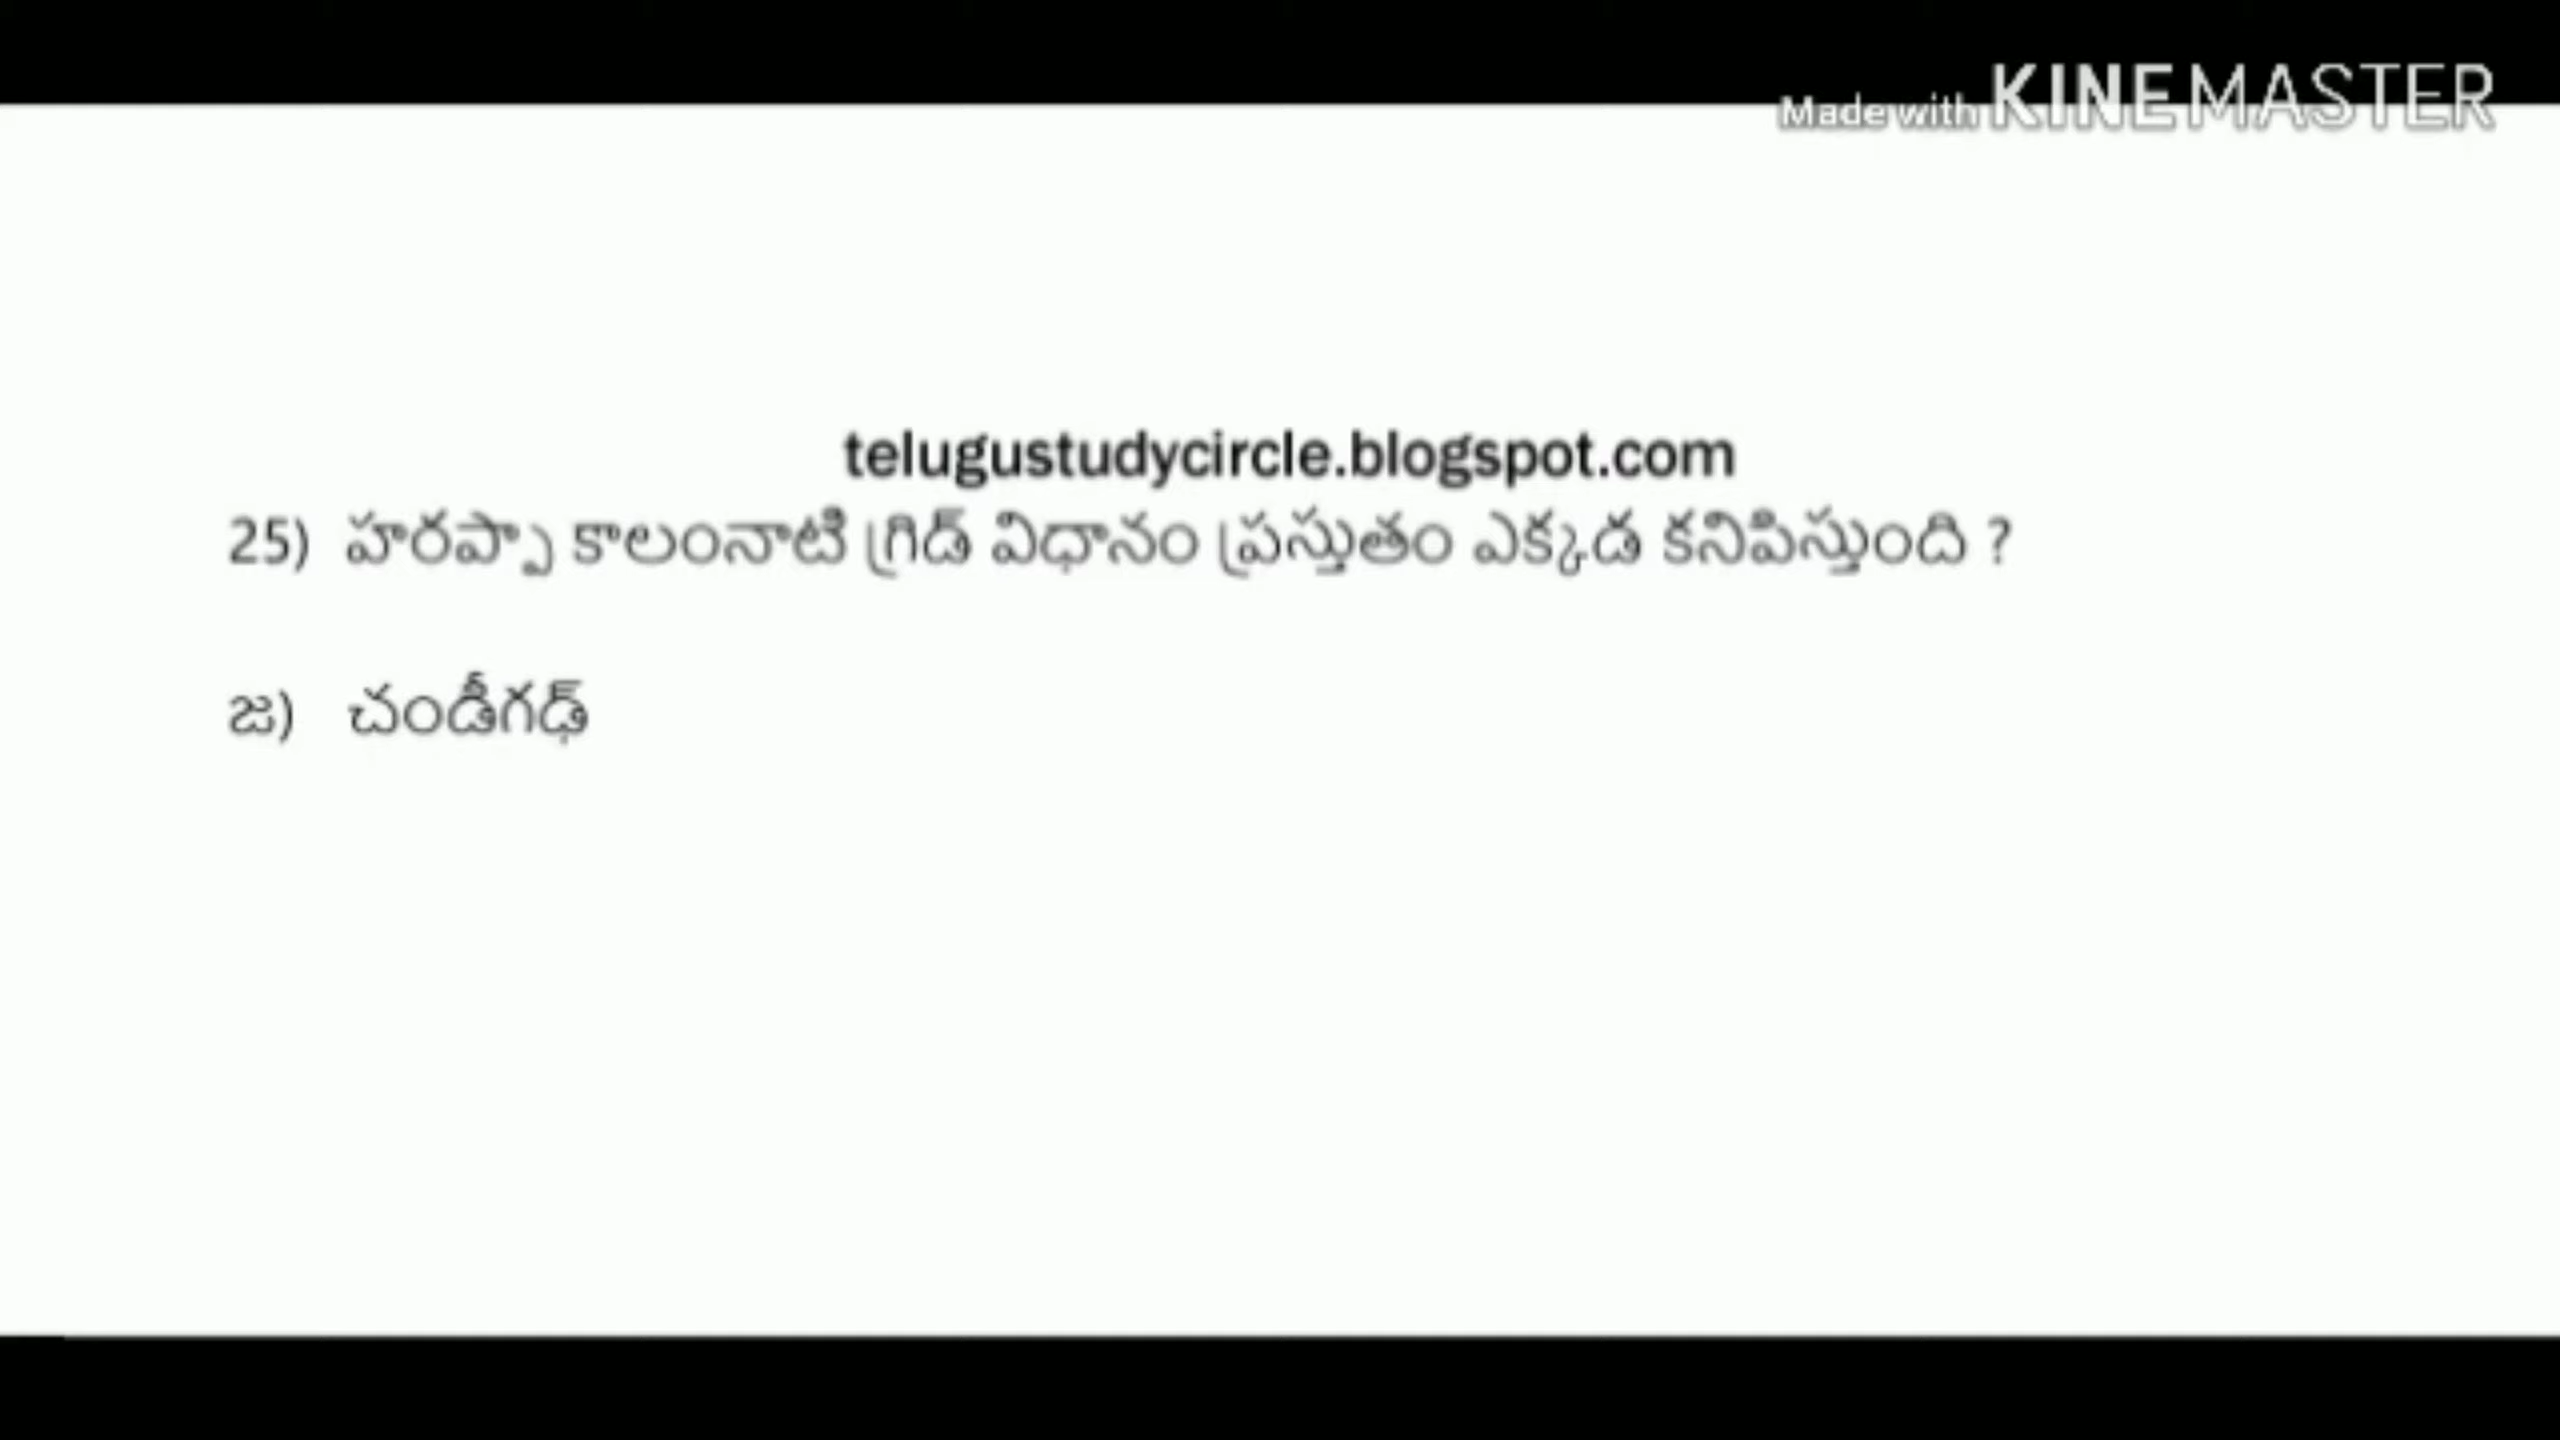 Made with KINEMASTER
telugustudycircle.blogspot.com
25) హరప్పా కాలంనాటి గ్రిడ్ విధానం ప్రస్తుతం ఎక్కడ కనిపిస్తుంది ?
జ) చండీగఢ్